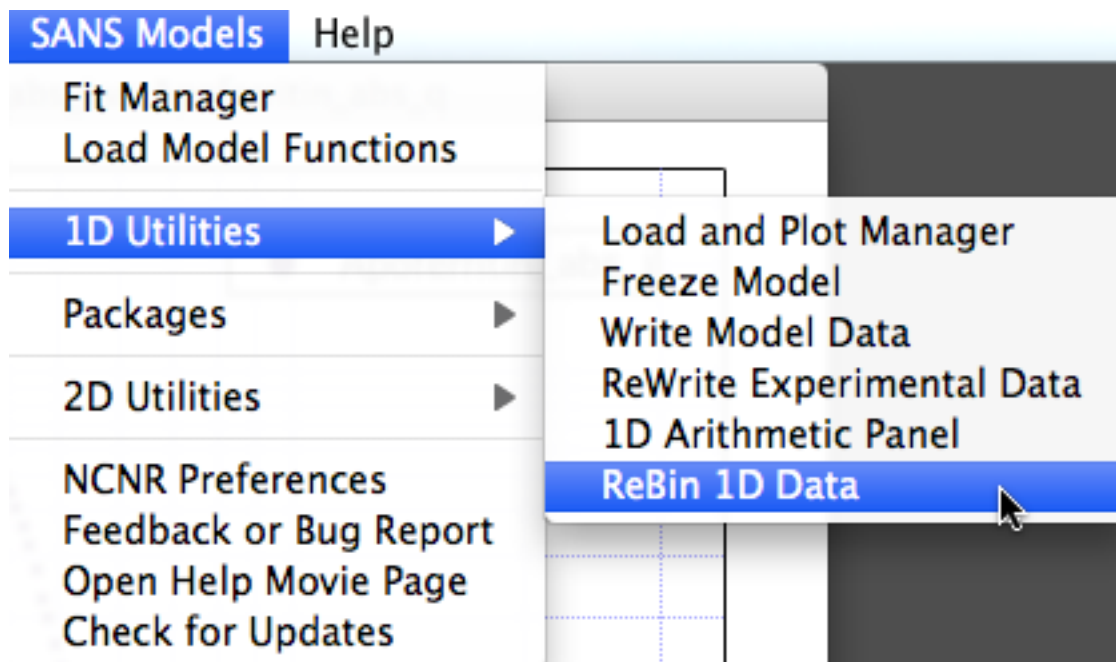 SANS Models Help
Fit Manager
Load Model Functions
1D Utilities
Packages
2D Utilities
NCNR Preferences
Feedback or Bug Report
Open Help Movie Page
Check for Updates
Load and Plot Manager
Freeze Model
Write Model Data
ReWrite Experimental Data
1D Arithmetic Panel
ReBin 1D Data